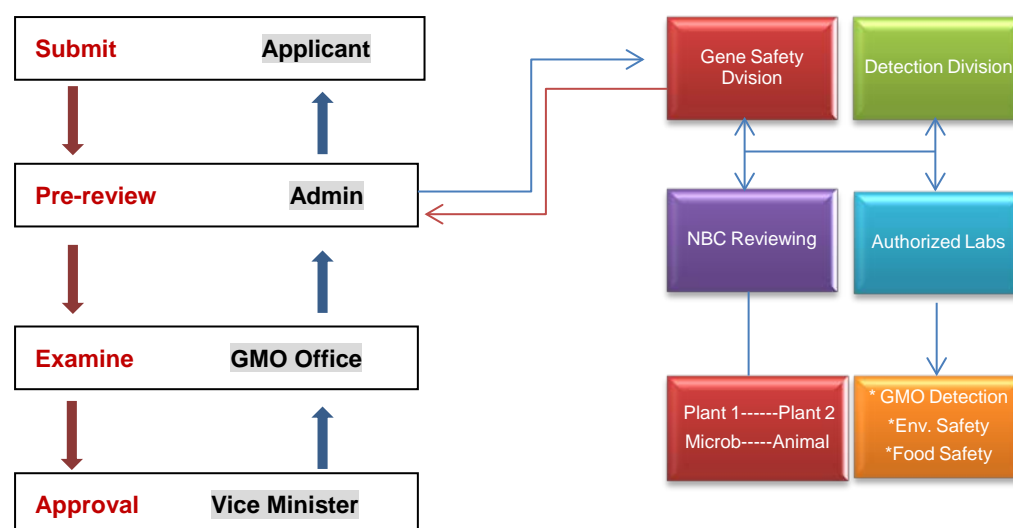 Submit Applicant
Pre-review Admin
Examine GMO Office
Approval Vice Minister
Gene Safety
Dvision
Detection Division
NBC Reviewing
Authorized Labs
Plant 1------Plant 2
Microb-----Animal
* GMO Detection
*Env. Safety
*Food Safety